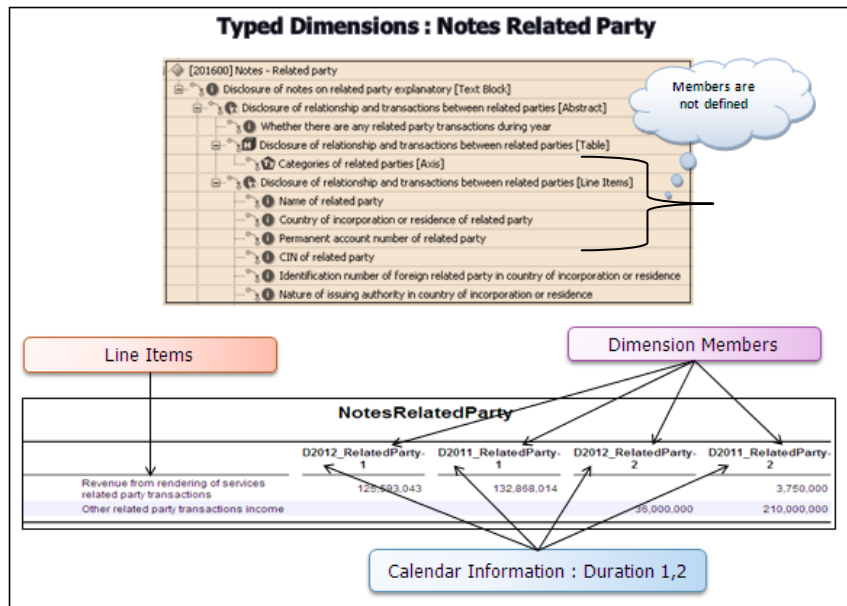 Typed Dimensions : Notes Related Party
[201600] Notes - Related party
Disclosure of notes on related party explanatory [Text Block]
Disclosure of relationship and transactions between related parties [Abstract]
Whether there are any related party transactions during year
Disclosure of relationship and transactions between related parties [Table]
Categories of related parties [Axis]
Disclosure of relationship and transactions between related parties [Line Items]
Name of related party
Country of incorporation or residence of related party
Permanent account number of related party
CIN of related party
Identification number of foreign related party in country of incorporation or residence
Nature of issuing authority in country of incorporation or residence
Members are
not defined
Line Items
Dimension Members
NotesRelatedParty
D2012_RelatedParty- D2011_RelatedParty- D2012_RelatedParty- D2011_RelatedParty-
1 1 2 2
Revenue from rendering of services
related party transactions 125,593,043 132,868,014 3,750,000
Other related party transactions income 36,000,000 210,000,000
Calendar Information : Duration 1,2